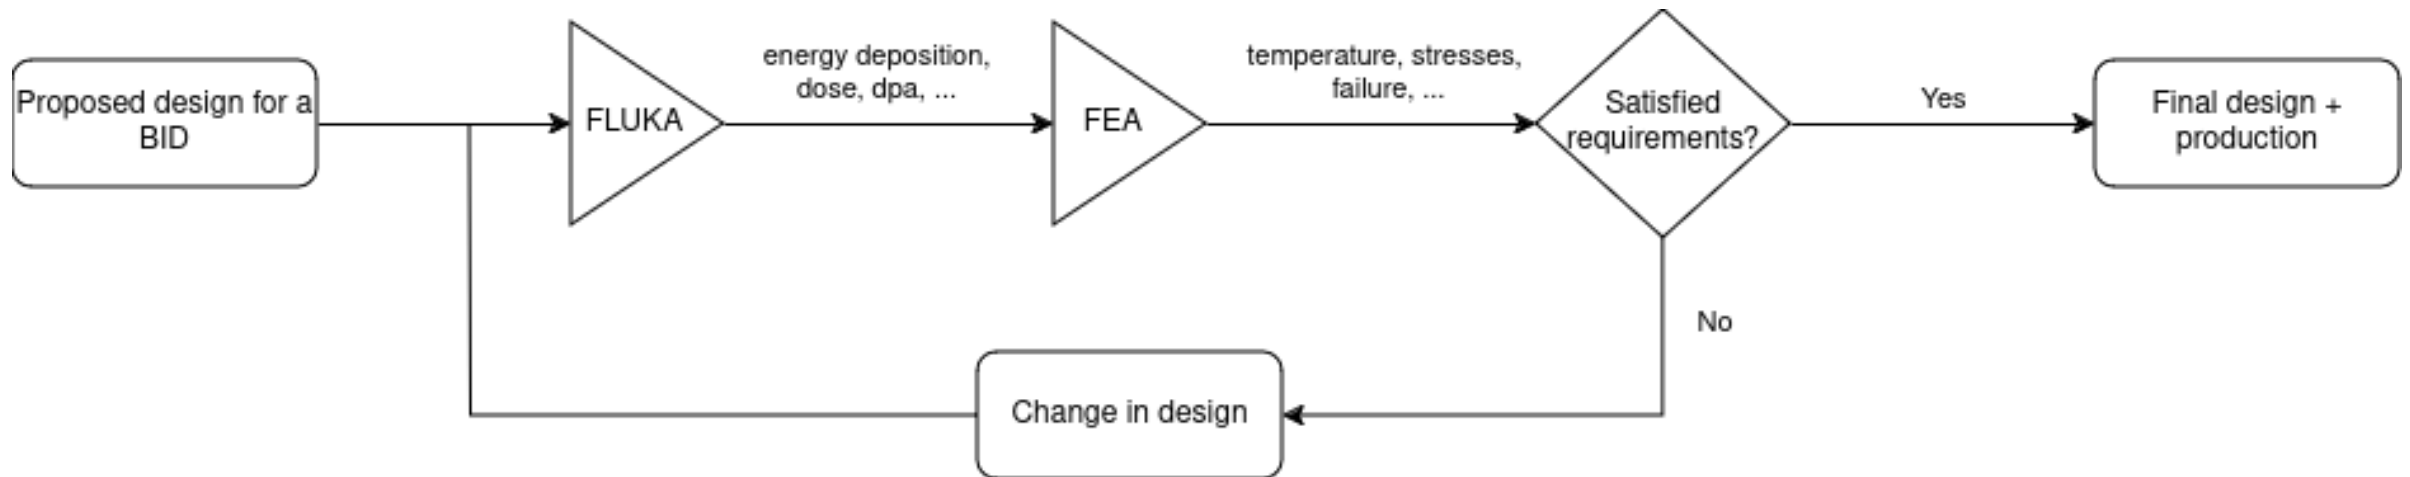 Proposed design for a
BID
FLUKA
energy deposition,
dose, dpa, ...
FEA
temperature, stresses,
failure, ...
Satisfied
requirements?
Yes
Final design +
production
No
Change in design